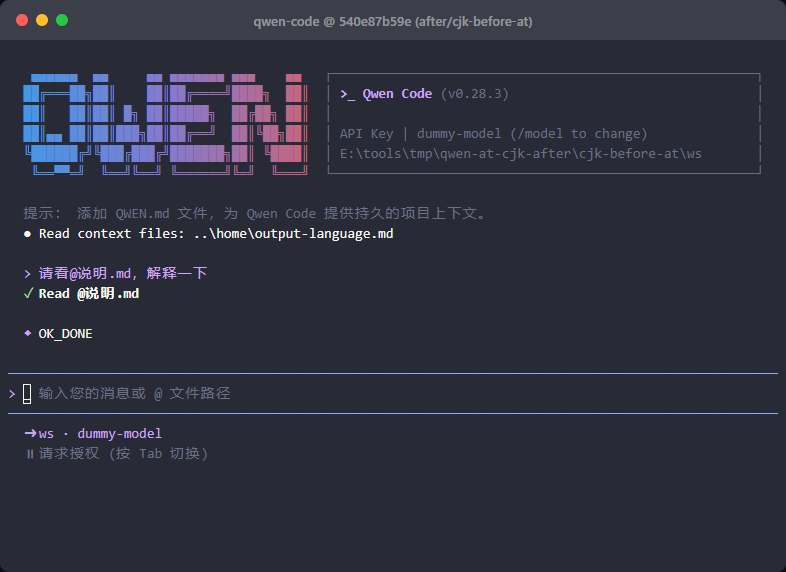 qwen-code @ 540e87b59e (after/cjk-before-at)
QWEN
>_ Qwen Code (v0.28.3)
API Key | dummy-model (/model to change)
E:\tools\tmp\qwen-at-cjk-after\cjk-before-at\ws
提示: 添加 QWEN.md 文件, 为 Qwen Code 提供持久的项目上下文。
● Read context files: ..\home\output-language.md
> 请看@说明.md, 解释一下
✓ Read @说明.md
◆ OK_DONE
> 输入您的消息或 @ 文件路径
➜ws · dummy-model
⏸请求授权 (按 Tab 切换)